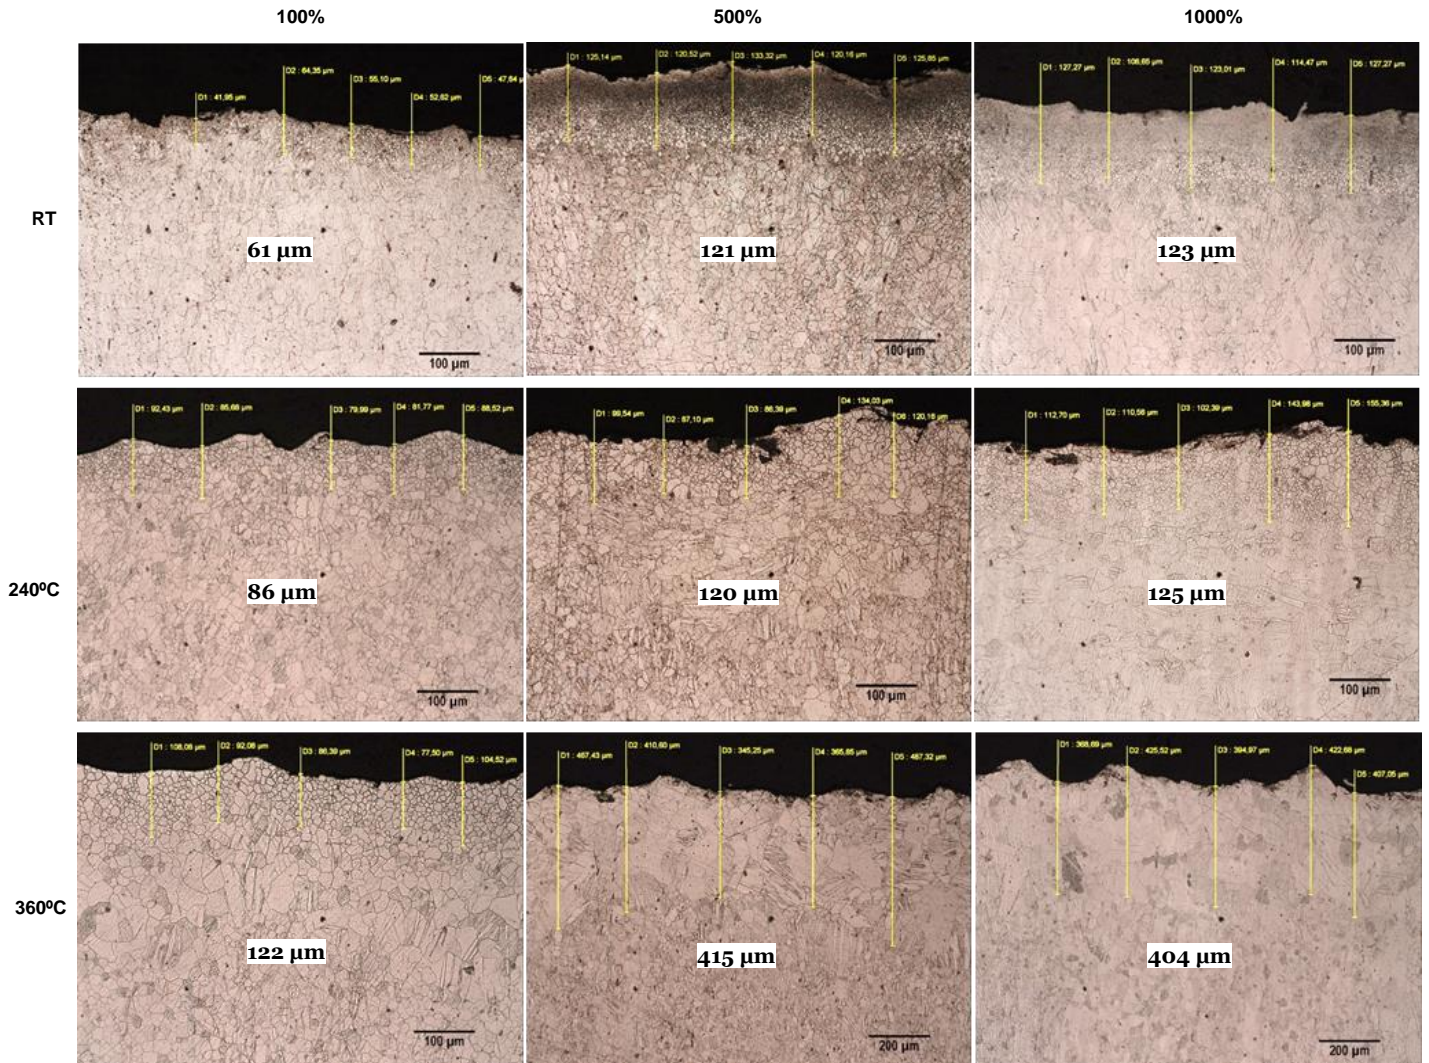 100% 500% 1000%
RT
D1 : 41,95 µm D2 : 64,35 µm D3 : 55,10 µm D4 : 52,62 µm D5 : 47,64 µ
61 µm
100 µm
D1 : 125,14 µm D2 : 120,52 µm D3 : 133,32 µm D4 : 120,16 µm D5 : 125,85 µm
121 µm
100 µm
D1 : 127,27 µm D2 : 108,65 µm D3 : 123,01 µm D4 : 114,47 µm D5 : 127,27 µm
123 µm
100 µm
240ºC
D1 : 92,43 µm D2 : 85,68 µm D3 : 79,99 µm D4 : 81,77 µm D5 : 88,52 µm
86 µm
100 µm
D1 : 99,54 µm D2 : 87,10 µm D3 : 86,39 µm D4 : 134,03 µm 120,16 µm
120 µm
100 µm
D1 : 112,70 µm D2 : 110,56 µm D3 : 102,39 µm D4 : 143,98 µm D5 : 155,36 µm
125 µm
100 µm
360ºC
D1 : 108,08 µm D2 : 92,08 µm D3 : 86,39 µm D4 : 77,50 µm D5 : 104,52 µm
122 µm
100 µm
D1 : 467,43 µm D2 : 410,60 µm D3 : 345,25 µm D4 : 365,85 µm D5 : 487,32 µm
415 µm
200 µm
D1 : 368,69 µm D2 : 425,52 µm D3 : 394,97 µm D4 : 422,68 µm D5 : 407,05 µm
404 µm
200 µm